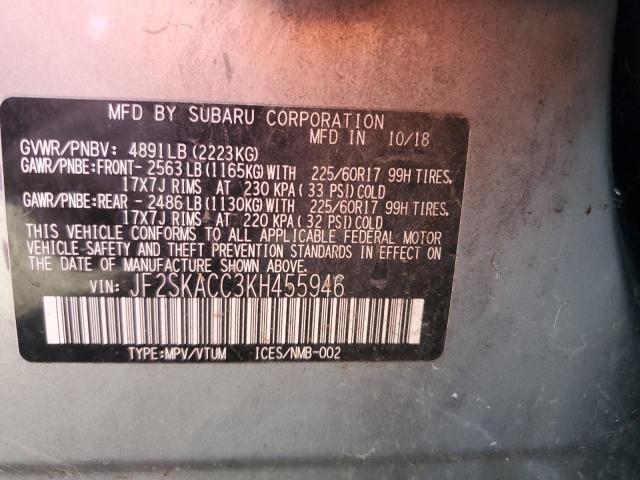 MFD BY SUBARU CORPORATION
MFD IN 10/18
GVWR/PNBV: 4891LB (2223KG)
GAWR/PNBE:FRONT- 2563LB (1165KG)WITH 225/60R17 99H TIRES,
17X7J RIMS AT 230 KPA (33 PSI)COLD
GAWR/PNBE:REAR - 2486LB (1130KG)WITH 225/60R17 99H TIRES,
17X7J RIMS AT 220 KPA (32 PSI)COLD
THIS VEHICLE CONFORMS TO ALL APPLICABLE FEDERAL MOTOR
VEHICLE-SAFETY AND THEFT PREVENTION STANDARDS IN EFFECT ON
THE DATE OF MANUFACTURE SHOWN ABOVE.
VIN: JF2SKACC3KH455946
TYPE:MPV/VTUM ICES/NMB-002